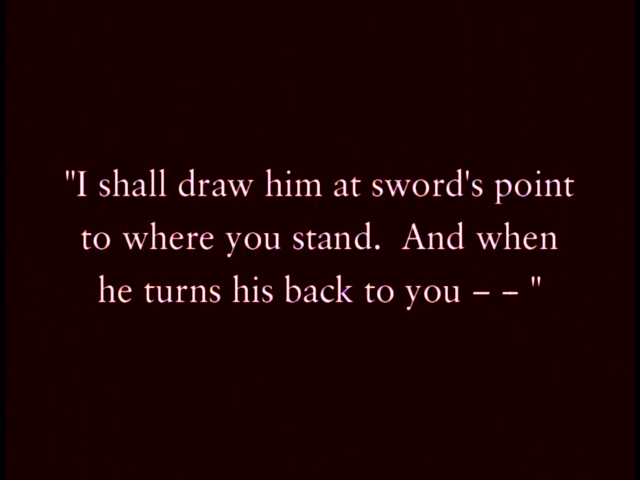 "I shall draw him at sword's point
to where you stand.  And when
he turns his back to you – – "